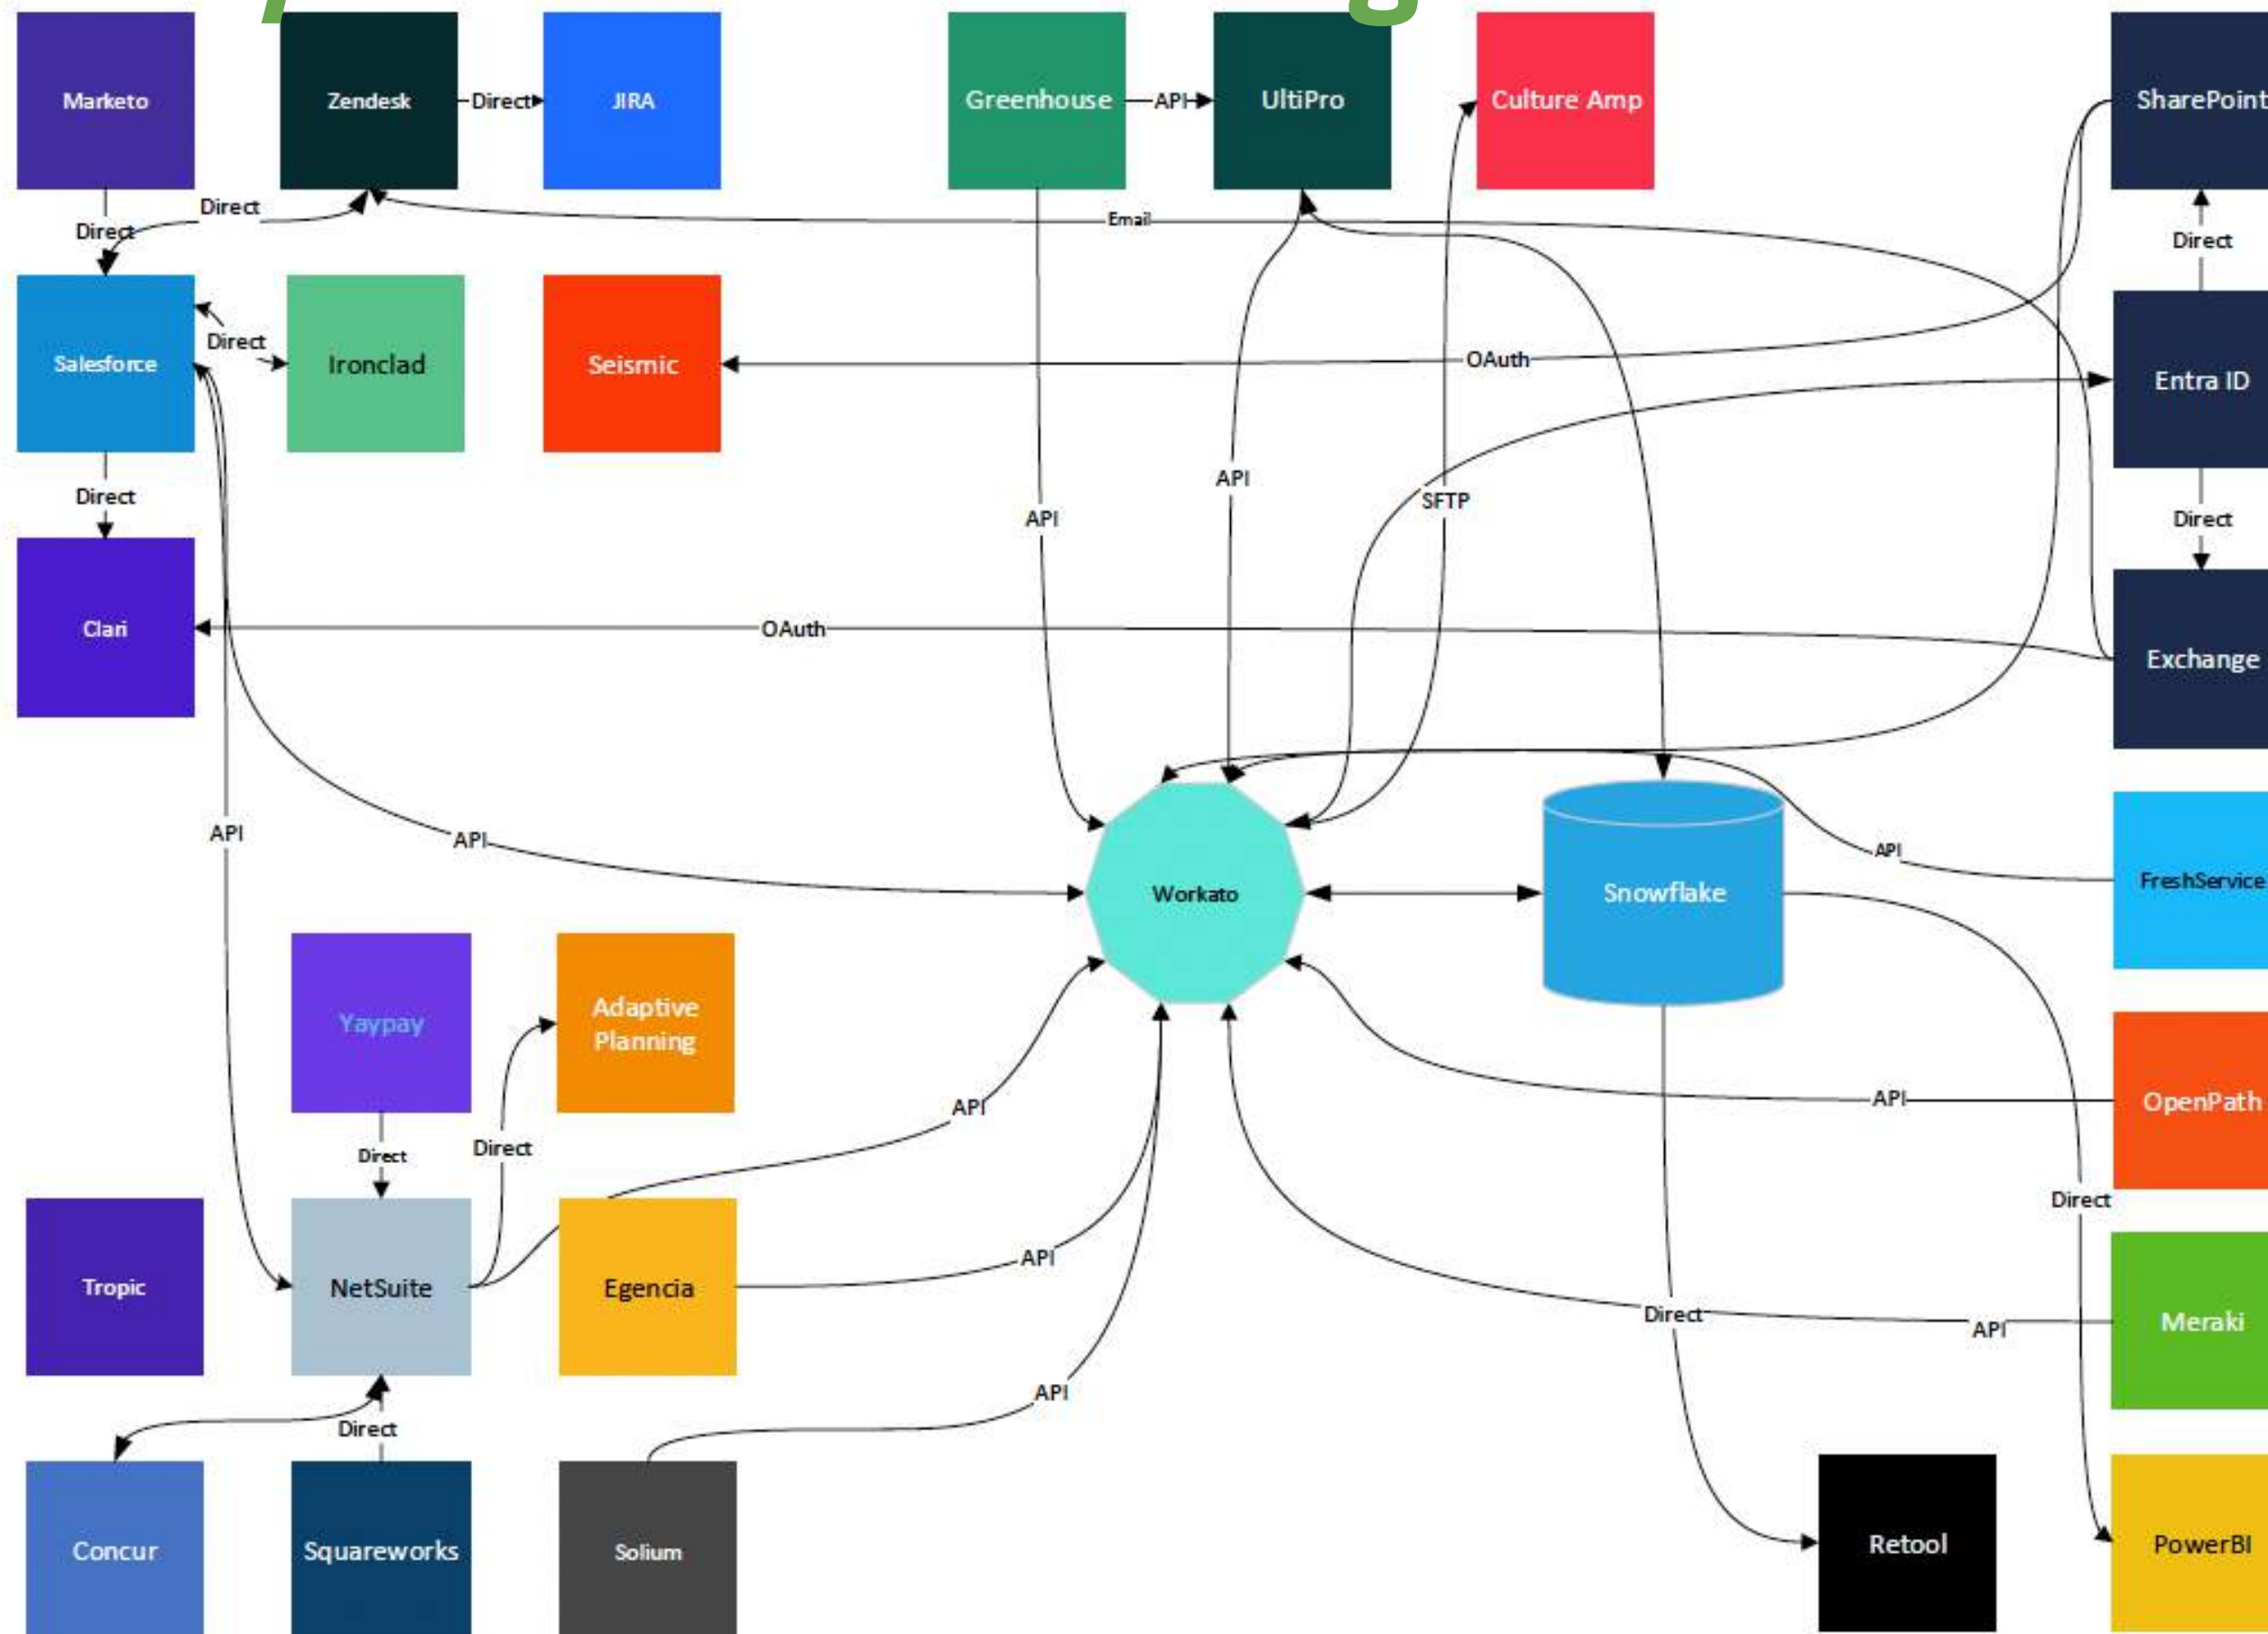 Marketo
Zendesk
Direct
JIRA
Greenhouse
API
UltiPro
Culture Amp
SharePoint
Direct
Direct
Email
Direct
Salesforce
Direct
Ironclad
Seismic
OAuth
Entra ID
Direct
API
API
SFTP
Direct
Clari
OAuth
Exchange
API
API
Workato
Snowflake
API
FreshService
Yaypay
Adaptive
Planning
API
API
OpenPath
Direct
Direct
Direct
Tropic
NetSuite
Egencia
API
Direct
API
Meraki
Direct
API
Concur
Squareworks
Solium
Retool
PowerBI